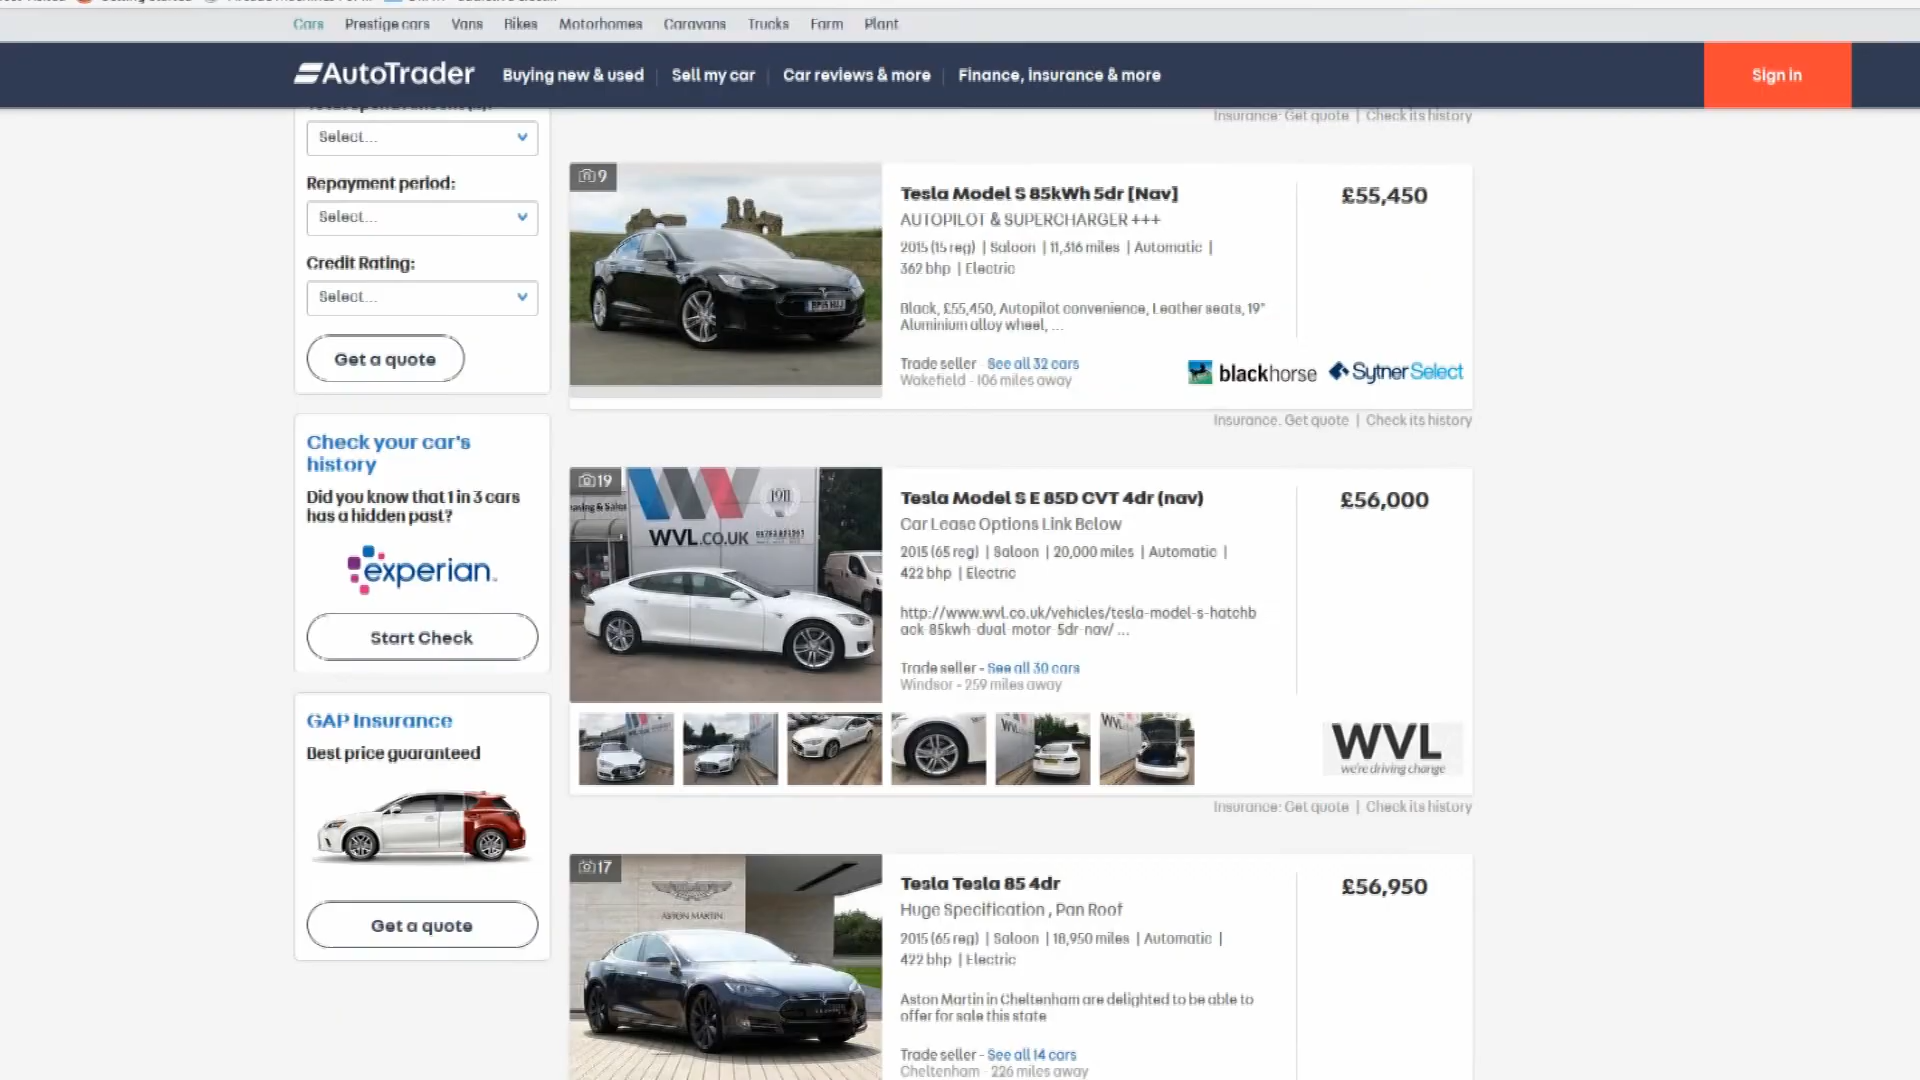 Cars Prestige cars Vans Bikes Motorhomes Caravans Trucks Farm Plant
AutoTrader Buying new & used Sell my car Car reviews & more Finance, insurance & more Sign in
Insurance: Get quote | Check its history
Select...
Repayment period:
Select...
Credit Rating:
Select...
Get a quote
Check your car's
history
Did you know that 1 in 3 cars
has a hidden past?
experian
Start Check
GAP Insurance
Best price guaranteed
Get a quote
9
Tesla Model S 85kWh 5dr [Nav]
£55,450
AUTOPILOT & SUPERCHARGER +++
2015 (15 reg) | Saloon | 11,316 miles | Automatic |
362 bhp | Electric
Black, £55,450, Autopilot convenience, Leather seats, 19"
Aluminium alloy wheel, ...
Trade seller - See all 32 cars
Wakefield - 106 miles away
blackhorse SytnerSelect
Insurance: Get quote | Check its history
19
1911
WVL.CO.UK
Tesla Model S E 85D CVT 4dr (nav)
£56,000
Car Lease Options Link Below
2015 (65 reg) | Saloon | 20,000 miles | Automatic |
422 bhp | Electric
http://www.wvl.co.uk/vehicles/tesla-model-s-hatchb
ack-85kwh-dual-motor-5dr-nav/ ...
Trade seller - See all 30 cars
Windsor - 259 miles away
WVL
we're driving change
Insurance: Get quote | Check its history
17
ASTON MARTIN
Tesla Tesla 85 4dr
£56,950
Huge Specification , Pan Roof
2015 (65 reg) | Saloon | 18,950 miles | Automatic |
422 bhp | Electric
Aston Martin in Cheltenham are delighted to be able to
offer for sale this state
Trade seller - See all 14 cars
Cheltenham - 226 miles away